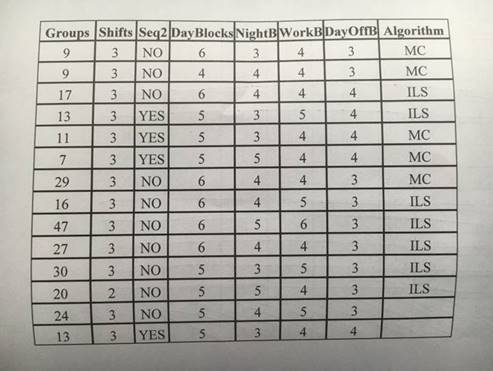 Groups Shifts Seq2 DayBlocks NightB WorkB DayOffB Algorithm
9 3 NO 6 3 4 3 MC
9 3 NO 4 4 4 3 MC
17 3 NO 6 4 4 4 ILS
13 3 YES 5 3 5 4 ILS
11 3 YES 5 3 4 4 MC
7 3 YES 5 5 4 4 MC
29 3 NO 6 4 4 3 MC
16 3 NO 6 4 5 3 ILS
47 3 NO 6 5 6 3 ILS
27 3 NO 6 4 4 3 ILS
30 3 NO 5 3 5 3 ILS
20 2 NO 5 5 4 3 ILS
24 3 NO 5 4 5 3
13 3 YES 5 3 4 4